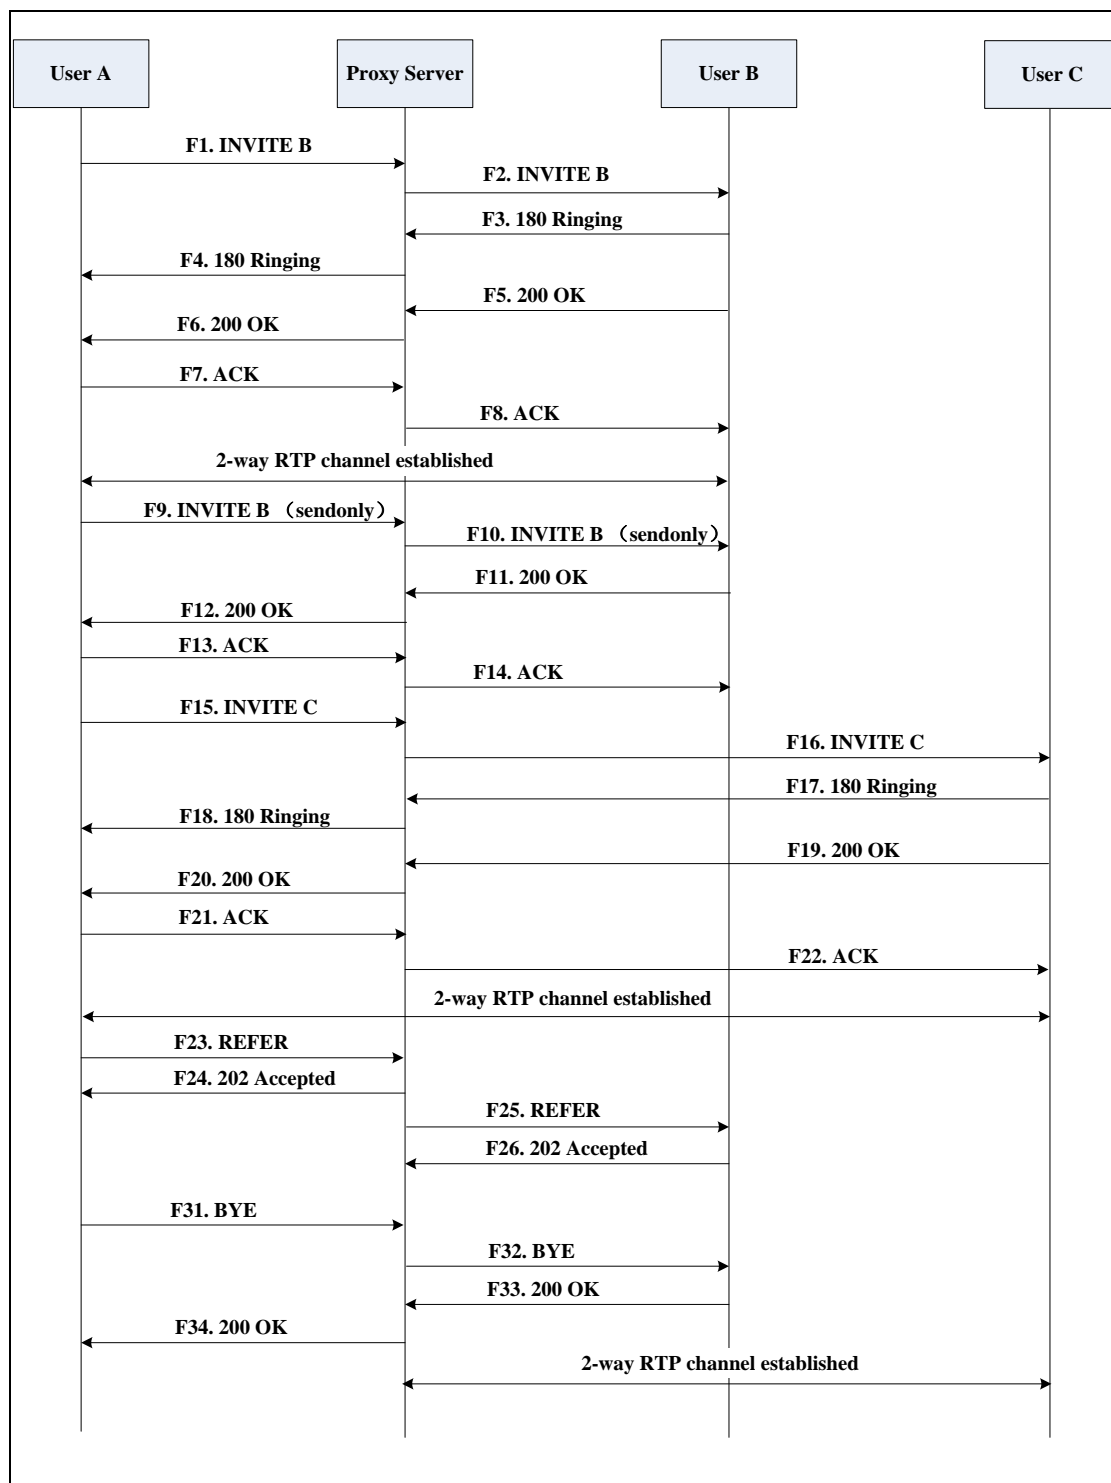 User A
Proxy Server
User B
User C
F1. INVITE B
F2. INVITE B
F3. 180 Ringing
F4. 180 Ringing
F5. 200 OK
F6. 200 OK
F7. ACK
F8. ACK
2-way RTP channel established
F9. INVITE B （sendonly）
F10. INVITE B （sendonly）
F11. 200 OK
F12. 200 OK
F13. ACK
F14. ACK
F15. INVITE C
F16. INVITE C
F17. 180 Ringing
F18. 180 Ringing
F19. 200 OK
F20. 200 OK
F21. ACK
F22. ACK
2-way RTP channel established
F23. REFER
F24. 202 Accepted
F25. REFER
F26. 202 Accepted
F31. BYE
F32. BYE
F33. 200 OK
F34. 200 OK
2-way RTP channel established